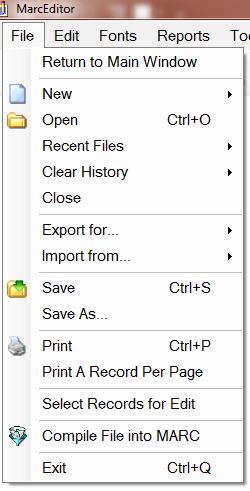 MarcEditor
File Edit Fonts Reports
Return to Main Window
New
Open Ctrl+O
Recent Files
Clear History
Close
Export for...
Import from...
Save Ctrl+S
Save As...
Print Ctrl+P
Print A Record Per Page
Select Records for Edit
Compile File into MARC
Exit Ctrl+Q